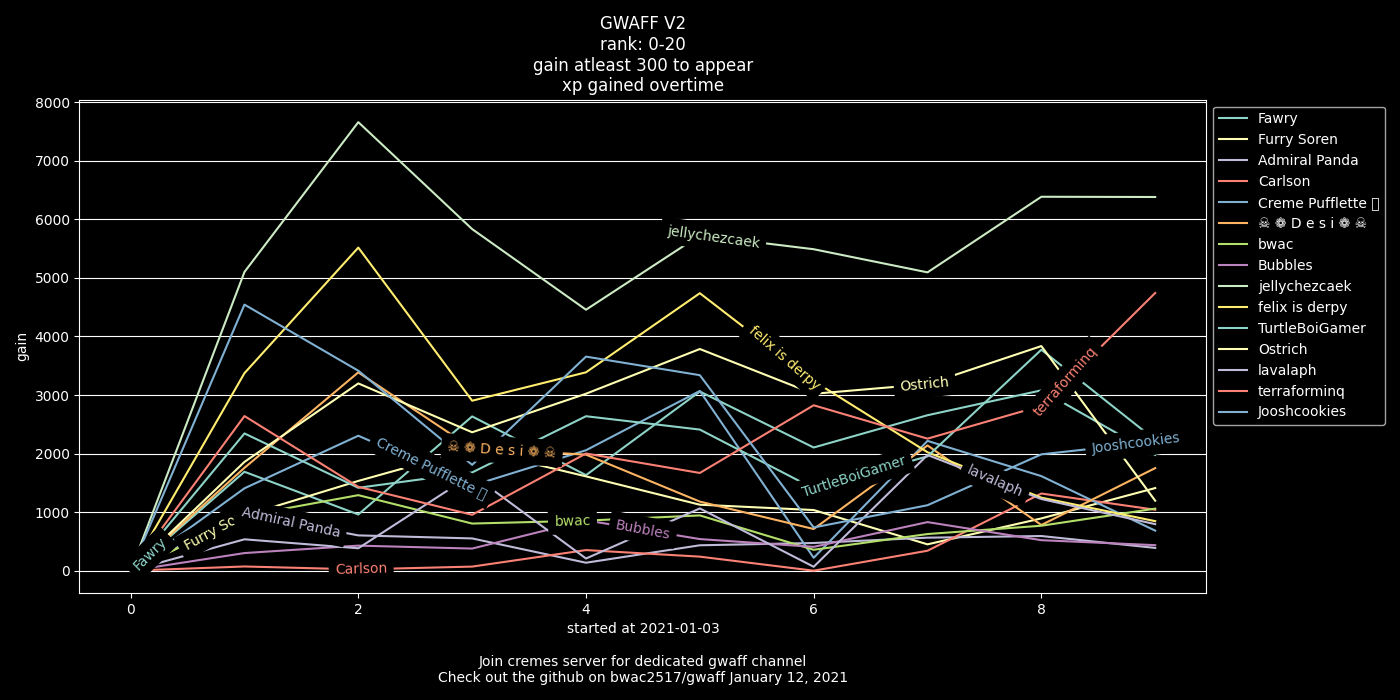 GWAFF V2
rank: 0-20
gain atleast 300 to appear
xp gained overtime
8000
7000
6000
5000
4000
3000
2000
1000
0
gain
jellychezcaek
felix is derpy
Ostrich
terraforminq
Jooshcookies
☠ ❁ D e s i ❁ ☠
Creme Pufflette
TurtleBoiGamer
lavalaph
Admiral Panda
bwac
Bubbles
Furry So
Fawry
Carlson
0
2
4
6
8
started at 2021-01-03
Fawry
Furry Soren
Admiral Panda
Carlson
Creme Pufflette
☠ ❁ D e s i ❁ ☠
bwac
Bubbles
jellychezcaek
felix is derpy
TurtleBoiGamer
Ostrich
lavalaph
terraforminq
Jooshcookies
Join cremes server for dedicated gwaff channel
Check out the github on bwac2517/gwaff January 12, 2021